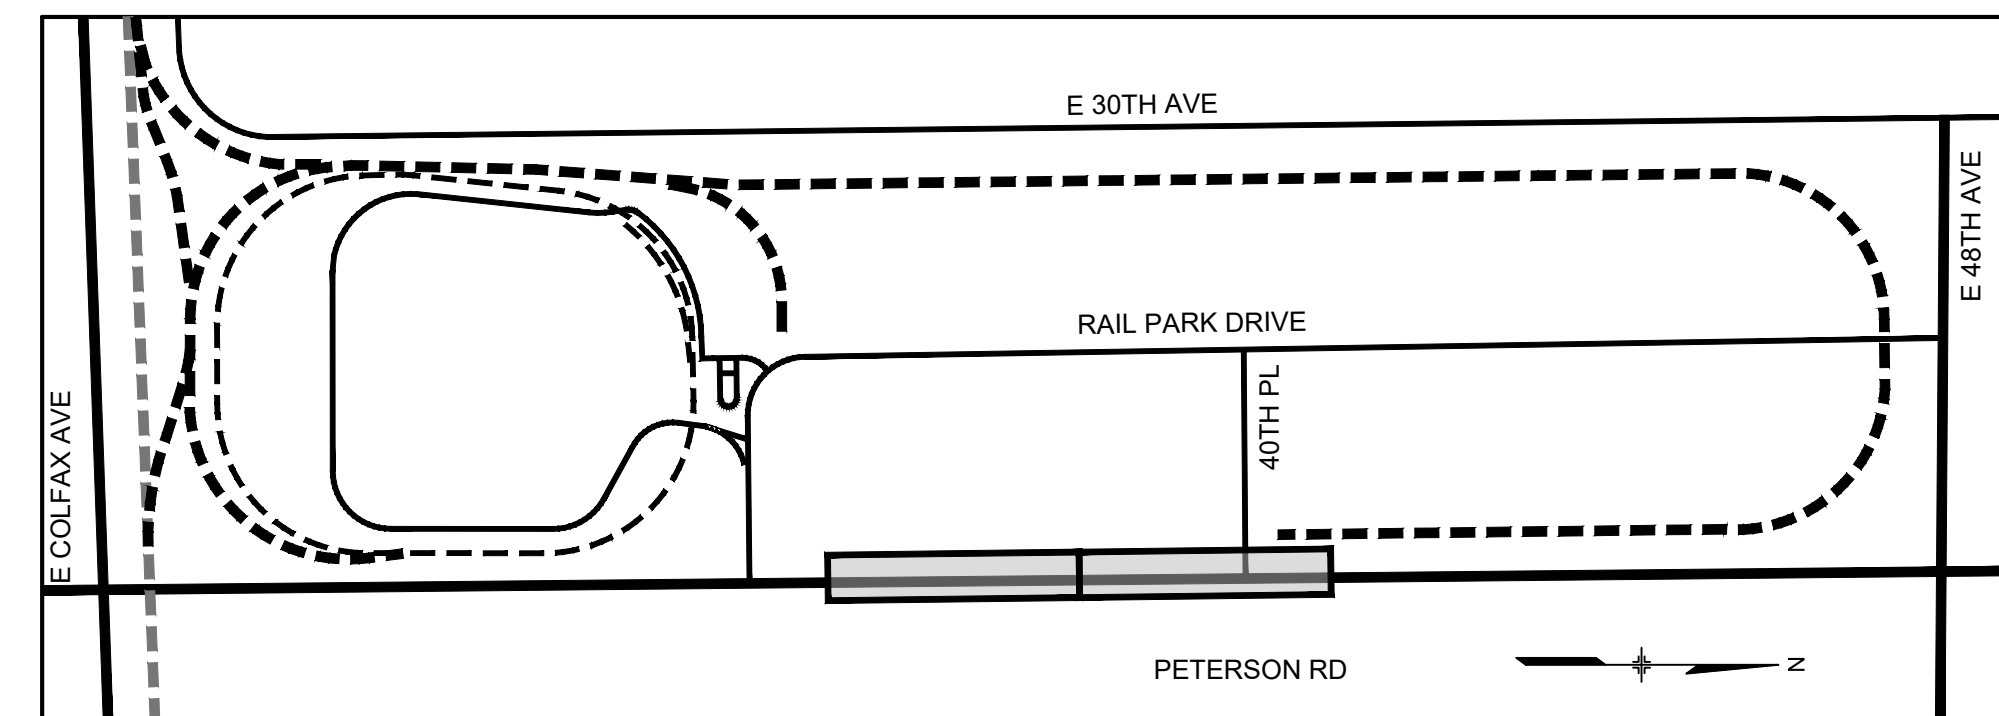 E 30TH AVE
E 48TH AVE
RAIL PARK DRIVE
40TH PL
E COLFAX AVE
PETERSON RD
N